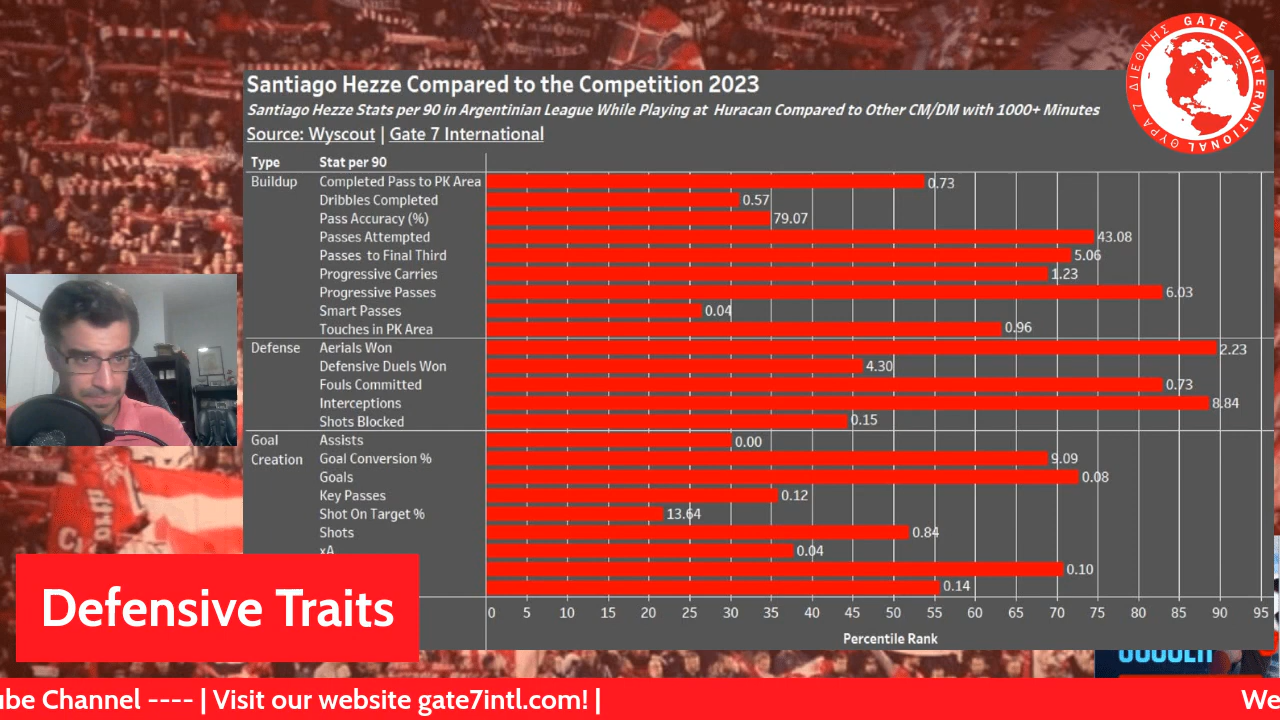 Santiago Hezze Compared to the Competition 2023
Santiago Hezze Stats per 90 in Argentinian League While Playing at Huracan Compared to Other CM/DM with 1000+ Minutes
Source: Wyscout | Gate 7 International
GATE 7 INTERNATIONAL
ΘΥΡΑ 7 ΔΙΕΘΝΗΣ
Type Stat per 90
Buildup Completed Pass to PK Area 0.73
Dribbles Completed 0.57
Pass Accuracy (%) 79.07
Passes Attempted 43.08
Passes to Final Third 5.06
Progressive Carries 1.23
Progressive Passes 6.03
Smart Passes 0.04
Touches in PK Area 0.96
Defense Aerials Won 2.23
Defensive Duels Won 4.30
Fouls Committed 0.73
Interceptions 8.84
Shots Blocked 0.15
Goal Assists 0.00
Creation Goal Conversion % 9.09
Goals 0.08
Key Passes 0.12
Shot On Target % 13.64
Shots 0.84
xA 0.04
0.10
0.14
0 5 10 15 20 25 30 35 40 45 50 55 60 65 70 75 80 85 90 95
Percentile Rank
Defensive Traits
ube Channel ---- | Visit our website gate7intl.com! |
We